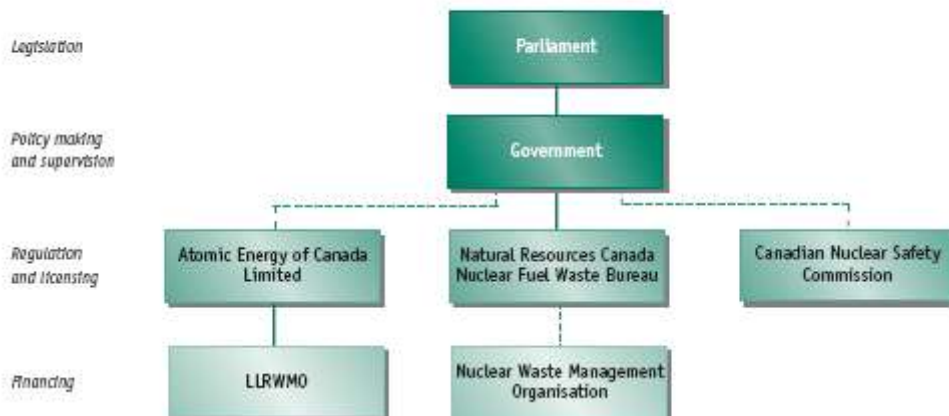 Legislation
Parliament
Policy making
and supervision
Government
Regulation
and licensing
Atomic Energy of Canada
Limited
Natural Resources Canada
Nuclear Fuel Waste Bureau
Canadian Nuclear Safety
Commission
Financing
LLRWMO
Nuclear Waste Management
Organisation